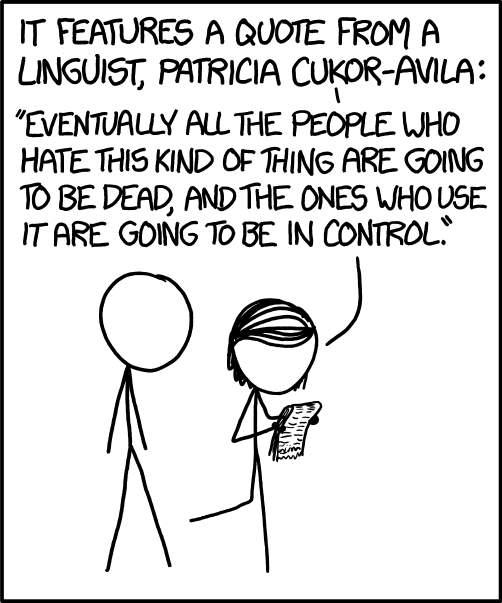 IT FEATURES A QUOTE FROM A
LINGUIST, PATRICIA CUKOR-AVILA:
"EVENTUALLY ALL THE PEOPLE WHO
HATE THIS KIND OF THING ARE GOING
TO BE DEAD, AND THE ONES WHO USE
IT ARE GOING TO BE IN CONTROL."